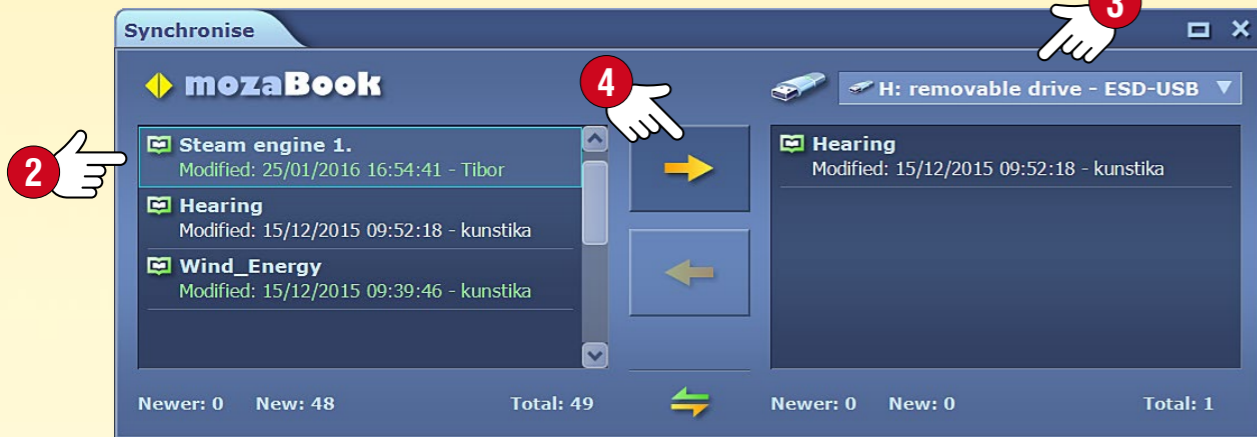 3
Synchronise
mozaBook
4
H: removable drive - ESD-USB
2
Steam engine 1.
Modified: 25/01/2016 16:54:41 - Tibor
Hearing
Modified: 15/12/2015 09:52:18 - kunstika
Wind_Energy
Modified: 15/12/2015 09:39:46 - kunstika
Hearing
Modified: 15/12/2015 09:52:18 - kunstika
Newer: 0 New: 48 Total: 49
Newer: 0 New: 0 Total: 1